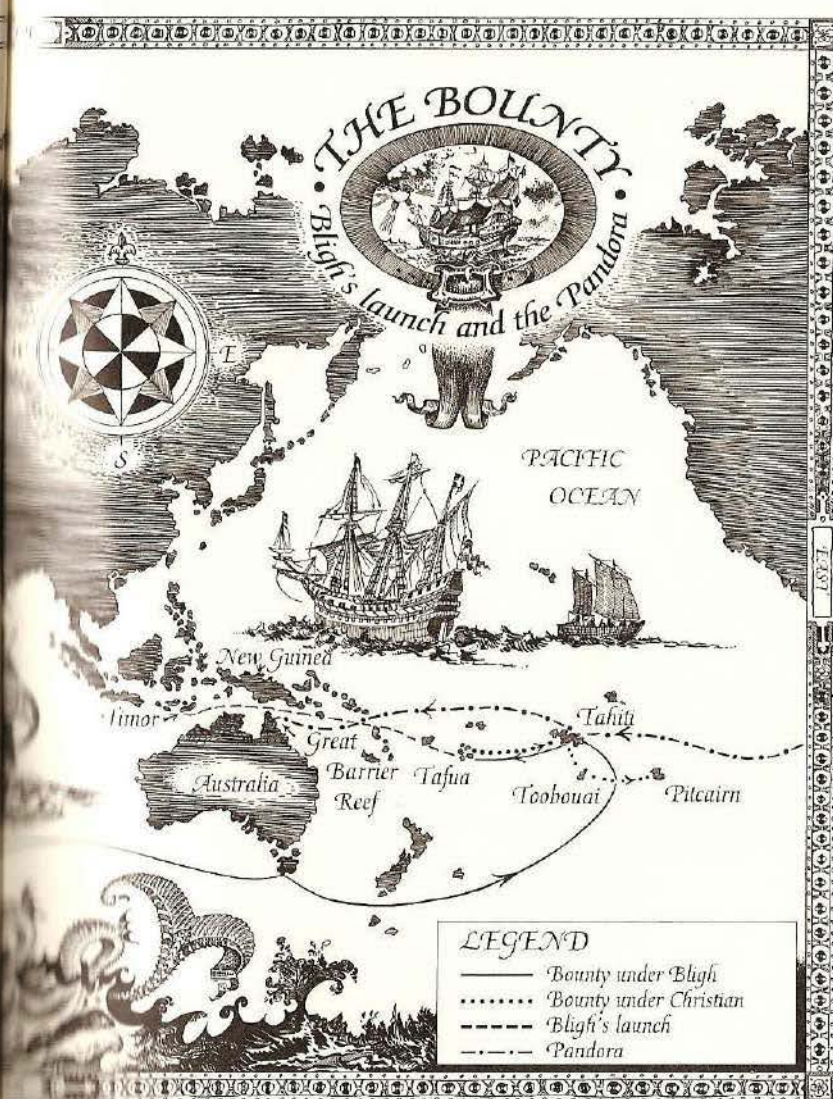 THE BOUNTY
Bligh's launch and the Pandora
E
S
PACIFIC
OCEAN
EAST
New Guinea
Timor
Tahiti
Great
Barrier
Reef
Australia
Tafua
Toobouai
Pitcairn
LEGEND
Bounty under Bligh
Bounty under Christian
Bligh's launch
Pandora